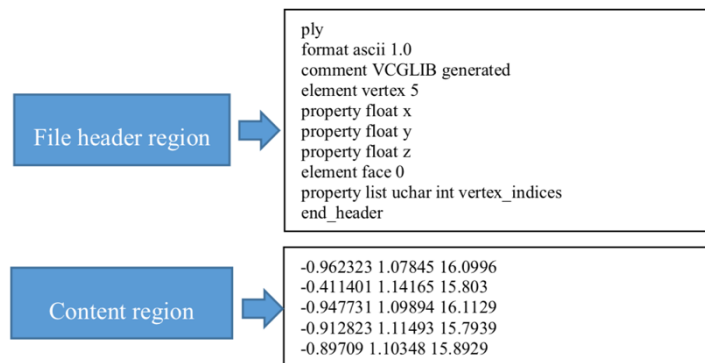 File header region
ply
format ascii 1.0
comment VCGLIB generated
element vertex 5
property float x
property float y
property float z
element face 0
property list uchar int vertex_indices
end_header
Content region
-0.962323 1.07845 16.0996
-0.411401 1.14165 15.803
-0.947731 1.09894 16.1129
-0.912823 1.11493 15.7939
-0.89709 1.10348 15.8929